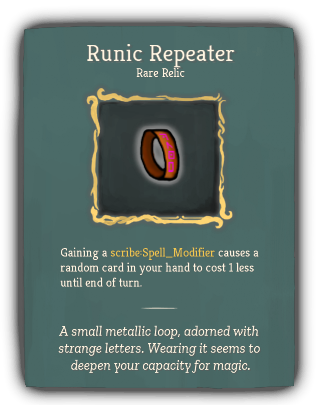 Runic Repeater
Rare Relic
Gaining a scribe:Spell_Modifier causes a
random card in your hand to cost 1 less
until end of turn.
A small metallic loop, adorned with
strange letters. Wearing it seems to
deepen your capacity for magic.